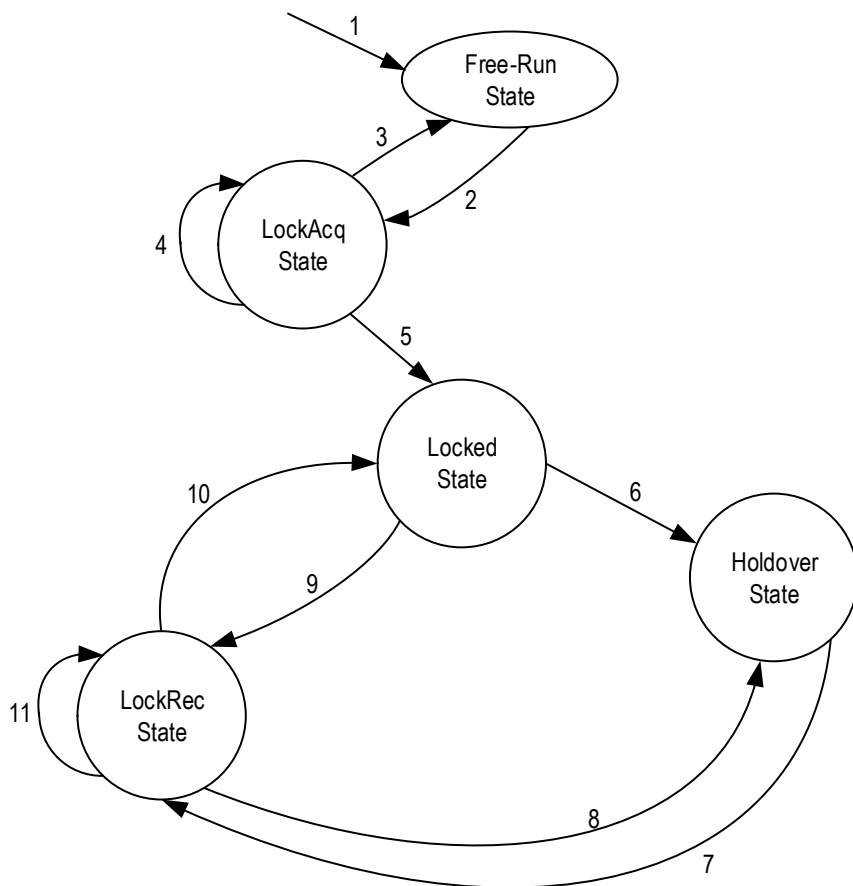 1
Free-Run
State
3
2
LockAcq
State
4
5
Locked
State
10
6
Holdover
State
9
LockRec
State
11
8
7